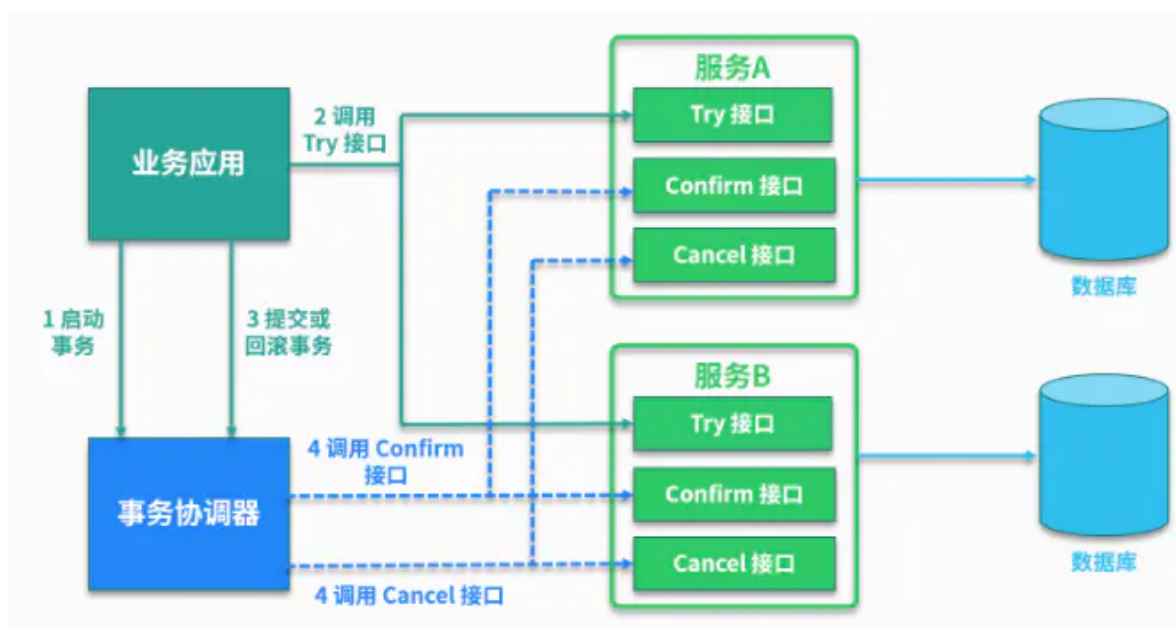 服务A
2 调用
Try 接口
Try 接口
业务应用
Confirm 接口
Cancel 接口
数据库
1 启动
事务
3 提交或
回滚事务
服务B
Try 接口
4 调用 Confirm
接口
Confirm 接口
事务协调器
Cancel 接口
数据库
4 调用 Cancel 接口